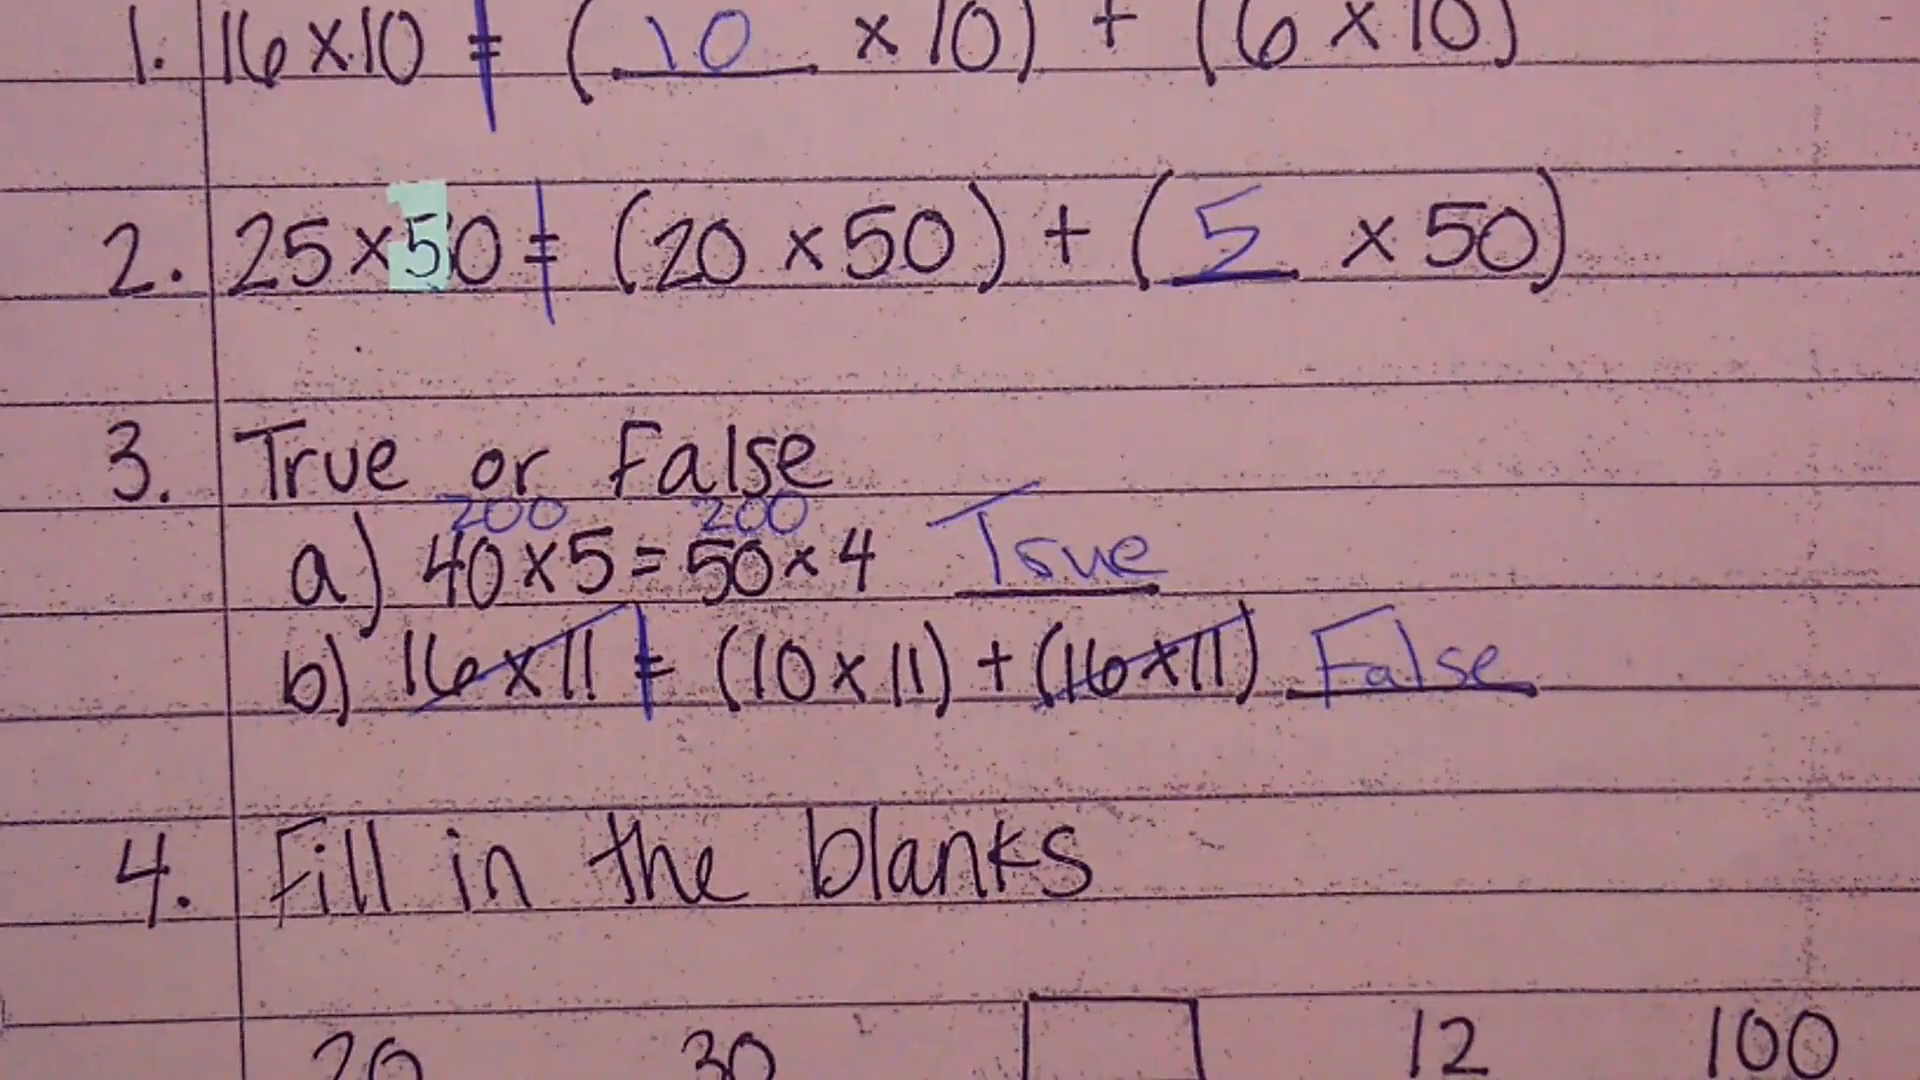 1. 16 x 10 = ( 10 x 10) + (6 x 10)
2. 25 x 50 = (20 x 50) + ( 5 x 50)
3. True or False
200 200
a) 40 x 5 = 50 x 4 True
b) 16 x 11 = (10 x 11) + (16 x 11) False
4. Fill in the blanks
20 30 12 100